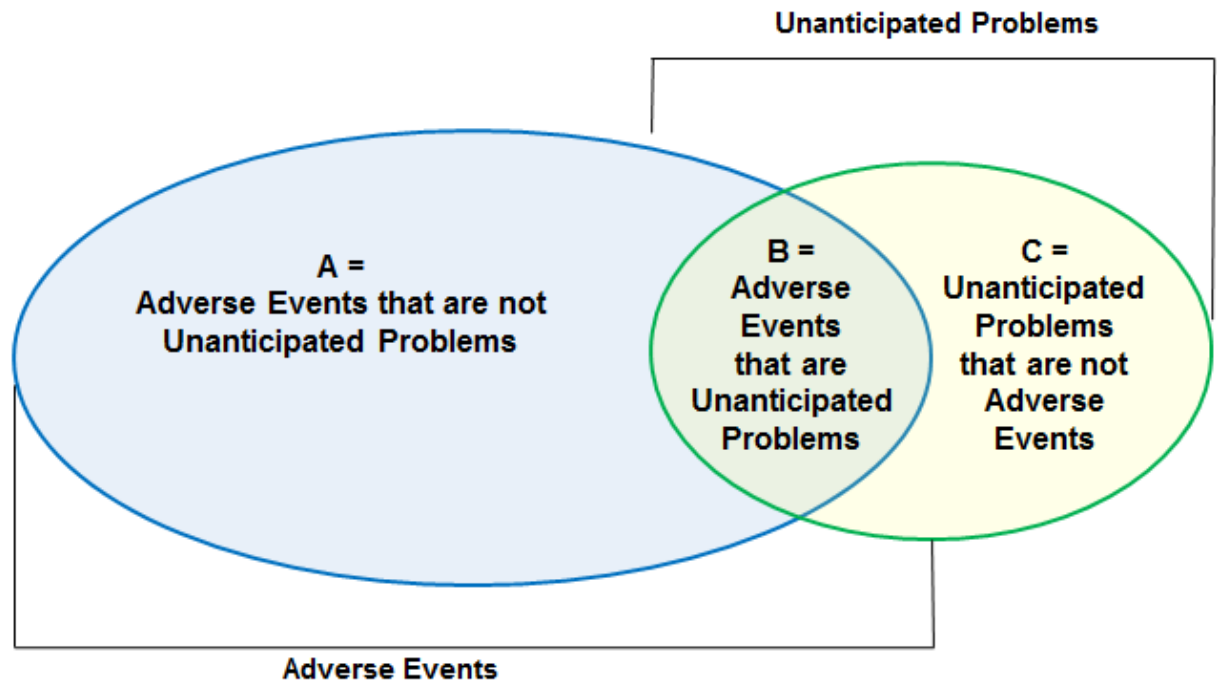 Unanticipated Problems
A =
Adverse Events that are not
Unanticipated Problems
B =
Adverse
Events
that are
Unanticipated
Problems
C =
Unanticipated
Problems
that are not
Adverse
Events
Adverse Events